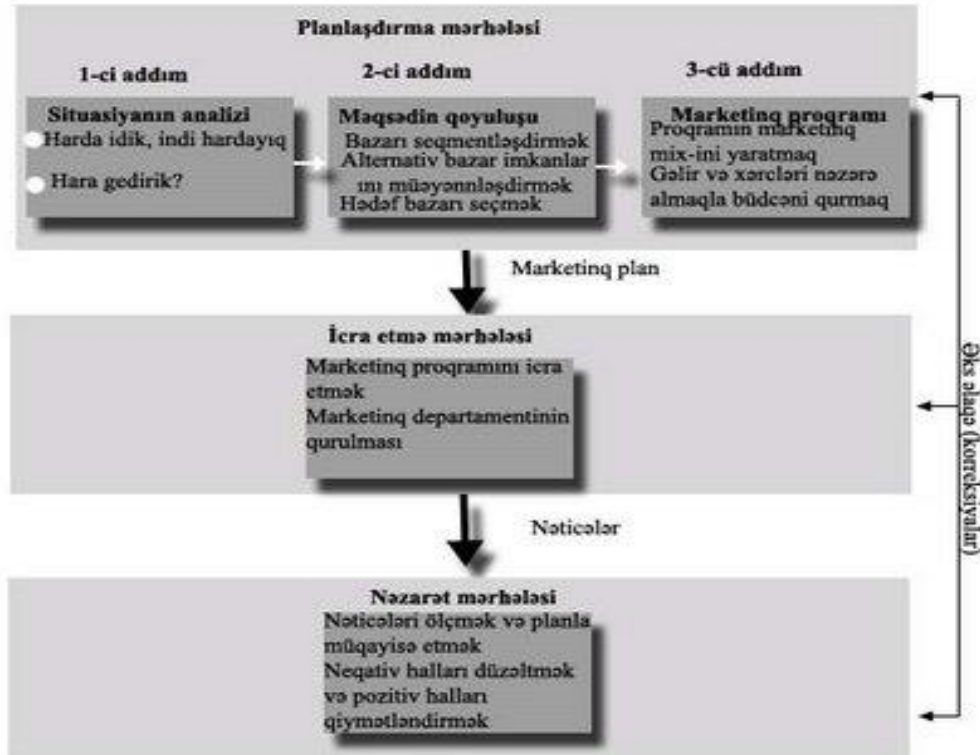 Planlaşdırma mərhələsi
1-ci addım
2-ci addım
3-cü addım
Situasiyanın analizi
Harda idik, indi hardayıq
Hara gedirik?
Məqsədin qoyuluşu
Bazarı seqmentləşdirmək
Alternativ bazar imkanlar
ını müəyənnləşdirmək
Hədəf bazarı seçmək
Marketinq programı
Proqramın marketinq
mix-ini yaratmaq
Gəlir və xərcləri nəzərə
almaqla büdcəni qurmaq
Marketinq plan
İcra etmə mərhələsi
Marketinq proqramını icra
etmək
Marketinq departamentinin
qurulması
Nəticələr
Nəzarət mərhələsi
Nəticələri ölçmək və planla
müqayisə etmək
Neqativ halları düzəltmək
və pozitiv halları
qiymətləndirmək
Əks əlaqə (korreksiyalar)